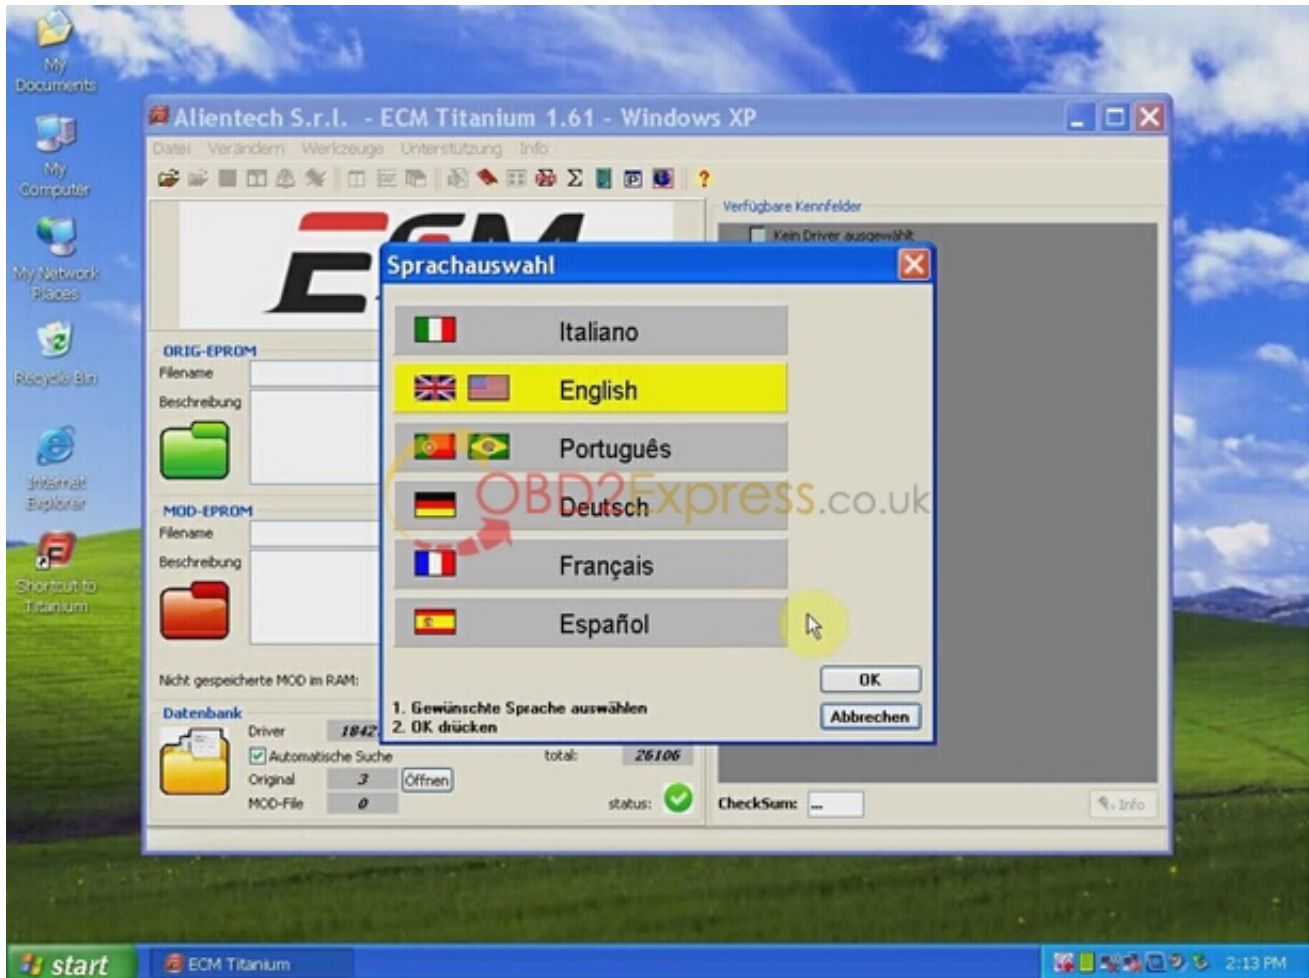 My
Documents
My
Computer
My Network
Places
Recycle Bin
Internet
Explorer
Shortcut to
Titanium
Alientech S.r.l. - ECM Titanium 1.61 - Windows XP
Datei Verändern Werkzeuge Unterstützung Info
ECM
Verfügbare Kennfelder
Kein Driver ausgewählt
ORIG-EPROM
Filename
Beschreibung
MOD-EPROM
Filename
Beschreibung
Nicht gespeicherte MOD im RAM:
Datenbank
Driver 1842
Automatische Suche
total: 26106
Original 3 Öffnen
MOD-File 0
status:
CheckSum: ...
Info
Sprachauswahl
Italiano
English
Português
Deutsch
Français
Español
OK
Abbrechen
1. Gewünschte Sprache auswählen
2. OK drücken
OBD2Express.co.uk
start
ECM Titanium
2:13 PM